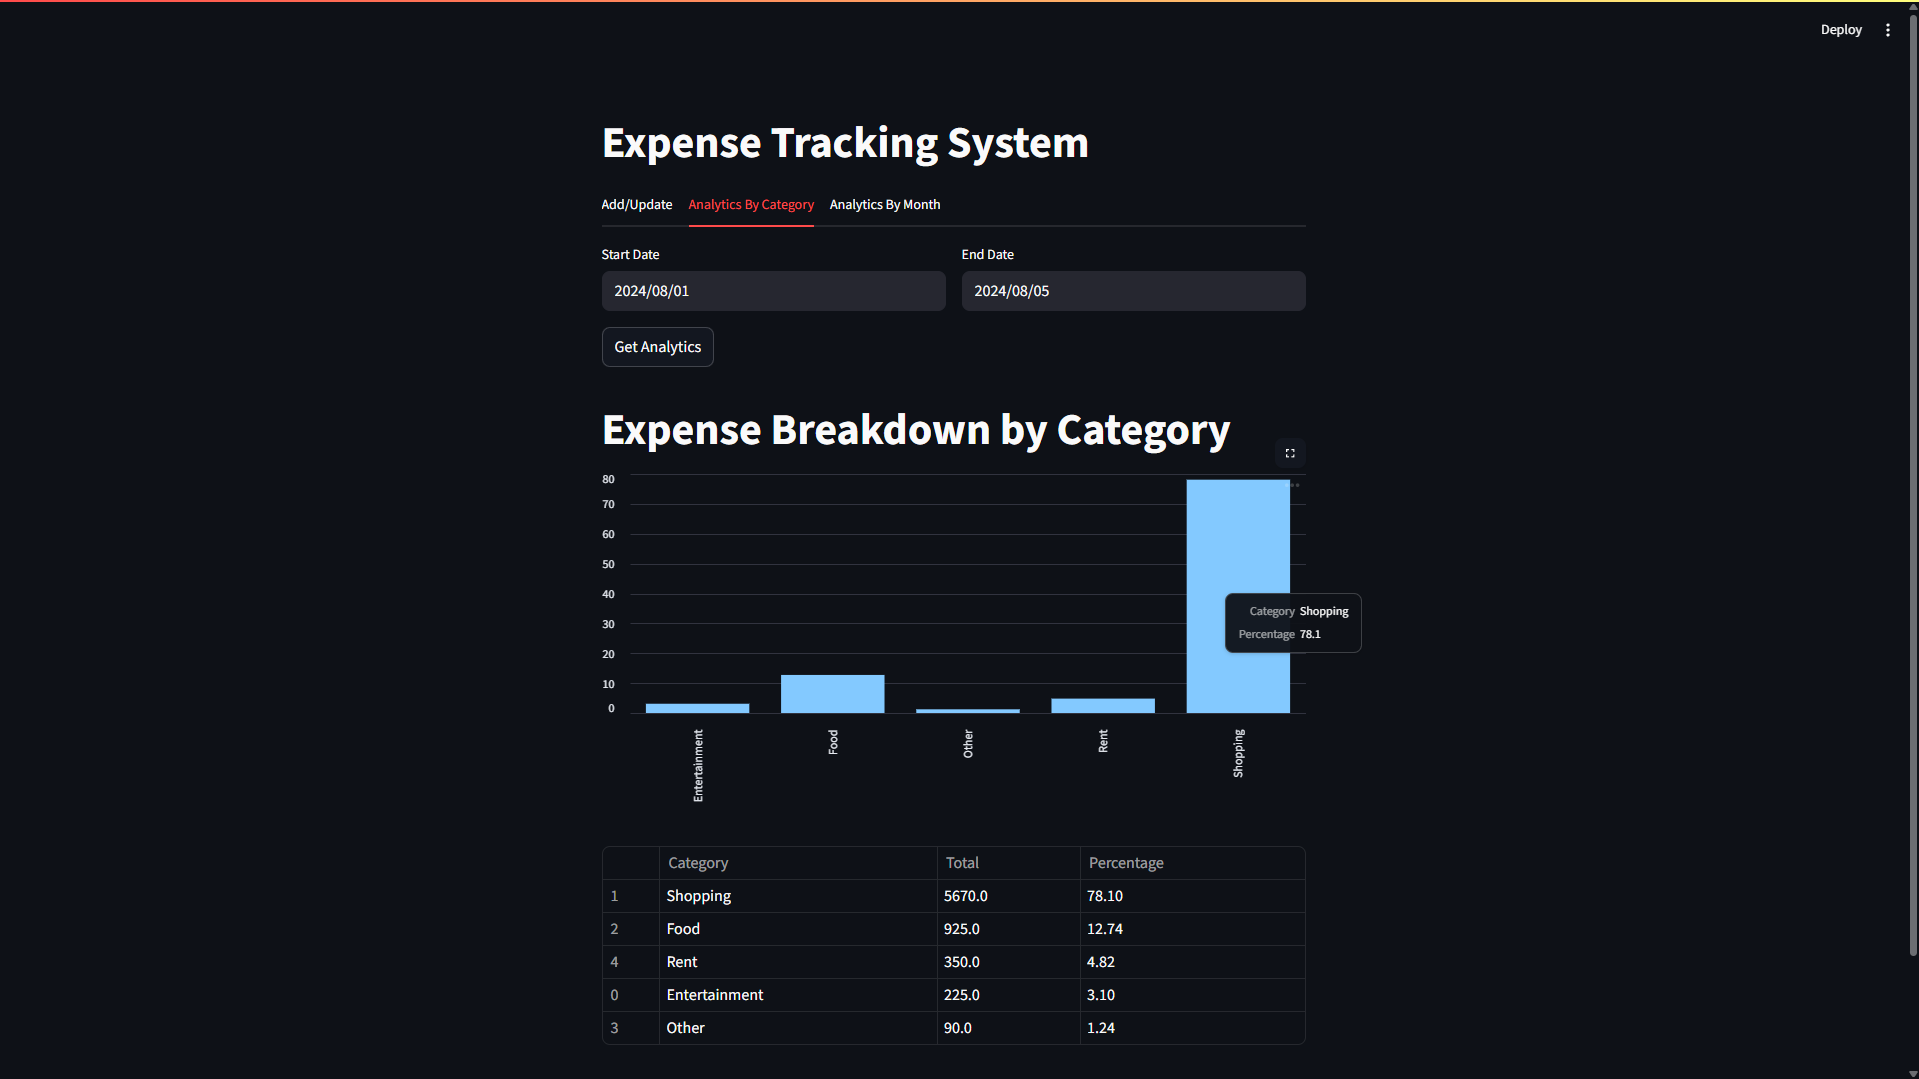 Deploy
Expense Tracking System
Add/Update Analytics By Category Analytics By Month
Start Date End Date
2024/08/01 2024/08/05
Get Analytics
Expense Breakdown by Category
80
70
60
50
40
30
20
10
0
Category Shopping
Percentage 78.1
Entertainment Food Other Rent Shopping
Category Total Percentage
1 Shopping 5670.0 78.10
2 Food 925.0 12.74
4 Rent 350.0 4.82
0 Entertainment 225.0 3.10
3 Other 90.0 1.24